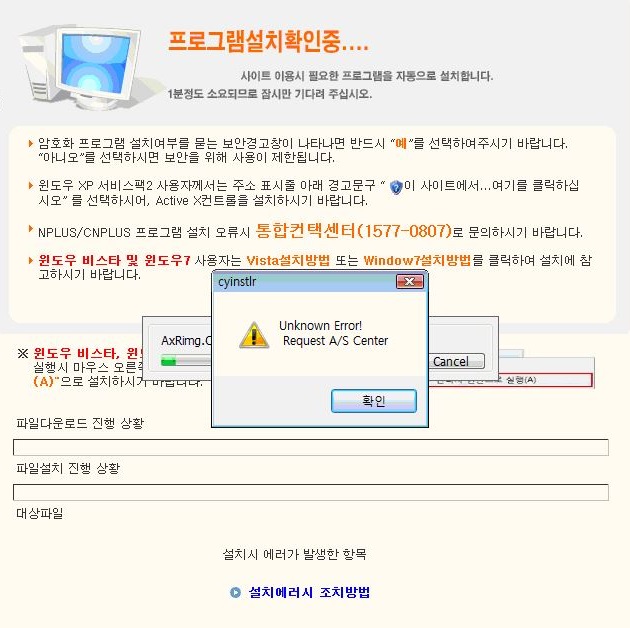 프로그램설치확인중....
사이트 이용시 필요한 프로그램을 자동으로 설치합니다.
1분정도 소요되므로 잠시만 기다려 주십시오.
암호화 프로그램 설치여부를 묻는 보안경고창이 나타나면 반드시 "예"를 선택하여주시기 바랍니다.
"아니오"를 선택하시면 보안을 위해 사용이 제한됩니다.
윈도우 XP 서비스팩2 사용자께서는 주소 표시줄 아래 경고문구 " 이 사이트에서...여기를 클릭하십
시오" 를 선택하시어, Active X컨트롤을 설치하시기 바랍니다.
NPLUS/CNPLUS 프로그램 설치 오류시 통합컨택센터(1577-0807)로 문의하시기 바랍니다.
윈도우 비스타 및 윈도우7 사용자는 Vista설치방법 또는 Window7설치방법를 클릭하여 설치에 참
고하시기 바랍니다.
cyinstlr
Unknown Error!
Request A/S Center
확인
AxRimg.C
Cancel
※ 윈도우 비스타, 윈
실행시 마우스 오른쪽
(A)"으로 설치하시기 바랍니다.
실행(A)
파일다운로드 진행 상황
파일설치 진행 상황
대상파일
설치시 에러가 발생한 항목
설치에러시 조치방법